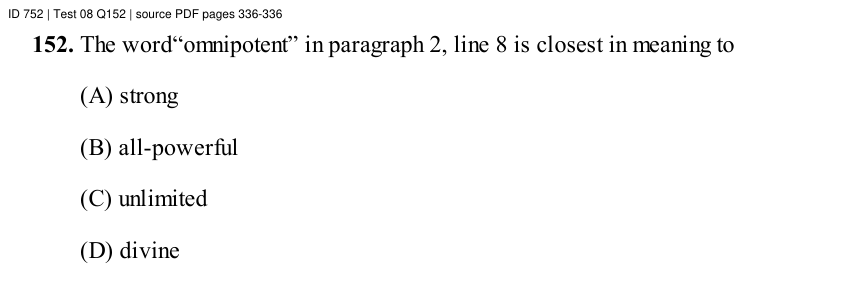 ID 752 | Test 08 Q152 | source PDF pages 336-336
152. The word“omnipotent” in paragraph 2, line 8 is closest in meaning to
(A) strong
(B) all-powerful
(C) unlimited
(D) divine